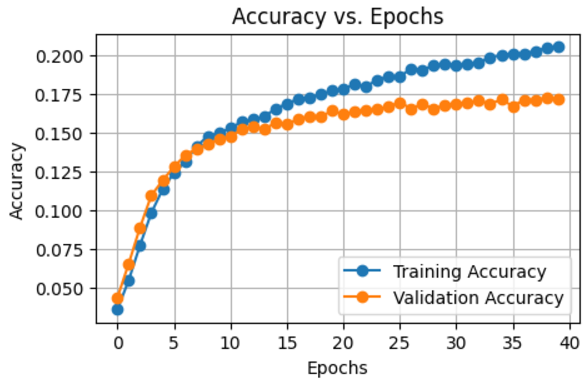 Accuracy vs. Epochs
0.200
0.175
0.150
0.125
0.100
0.075
0.050
Accuracy
Training Accuracy
Validation Accuracy
0 5 10 15 20 25 30 35 40
Epochs